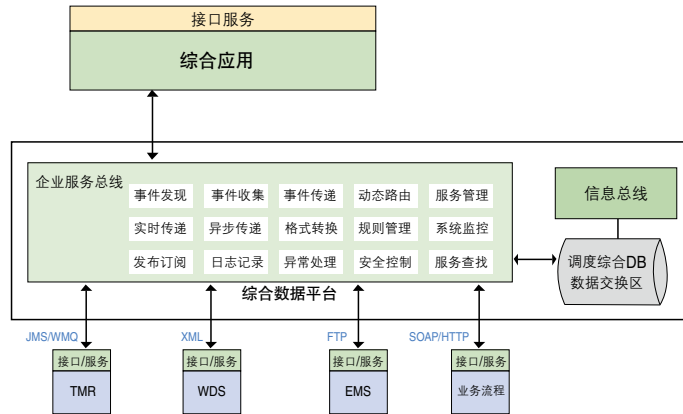 接口服务
综合应用
企业服务总线
事件发现 事件收集 事件传递 动态路由 服务管理
实时传递 异步传递 格式转换 规则管理 系统监控
发布订阅 日志记录 异常处理 安全控制 服务查找
信息总线
调度综合DB
数据交换区
综合数据平台
JMS/WMQ XML FTP SOAP/HTTP
接口/服务 接口/服务 接口/服务 接口/服务
TMR WDS EMS 业务流程